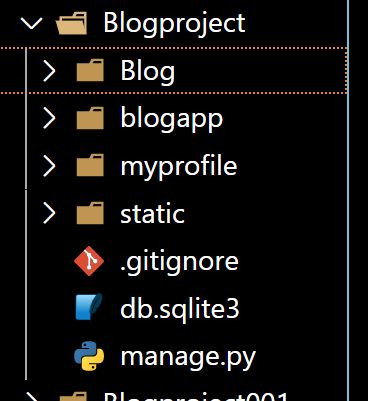 Blogproject
Blog
blogapp
myprofile
static
.gitignore
db.sqlite3
manage.py
Blogproject001